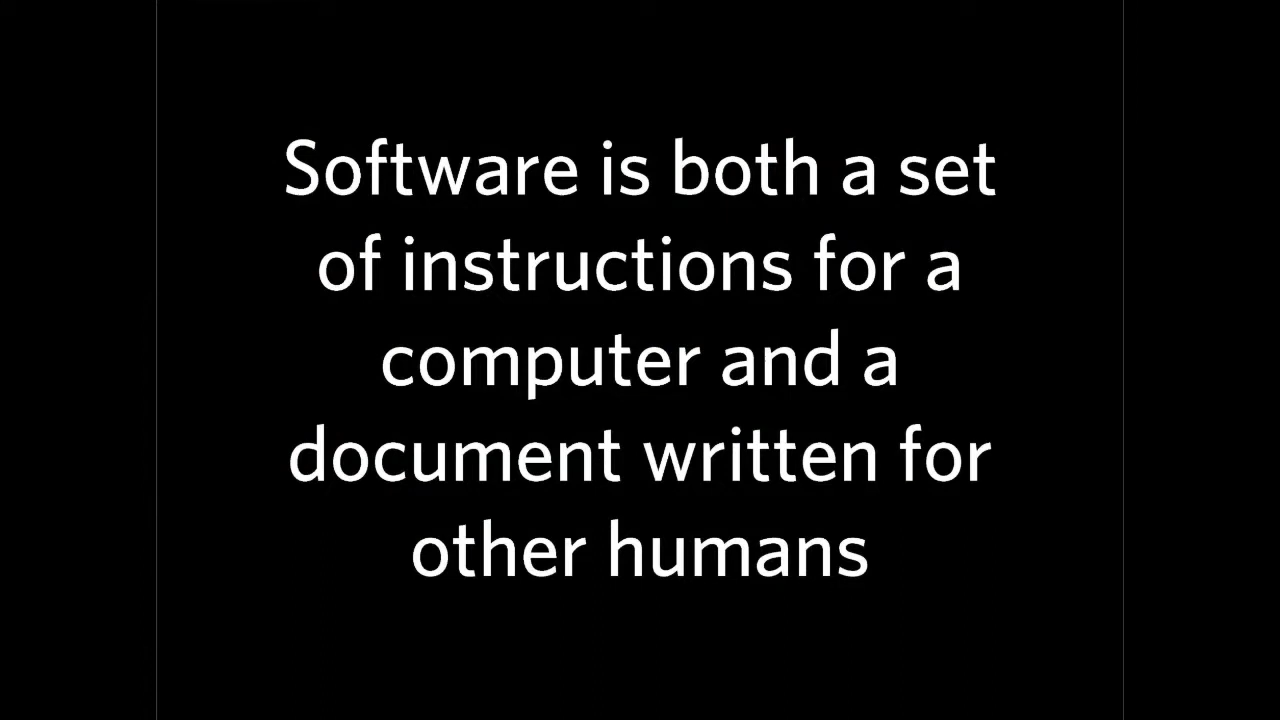 Software is both a set
of instructions for a
computer and a
document written for
other humans